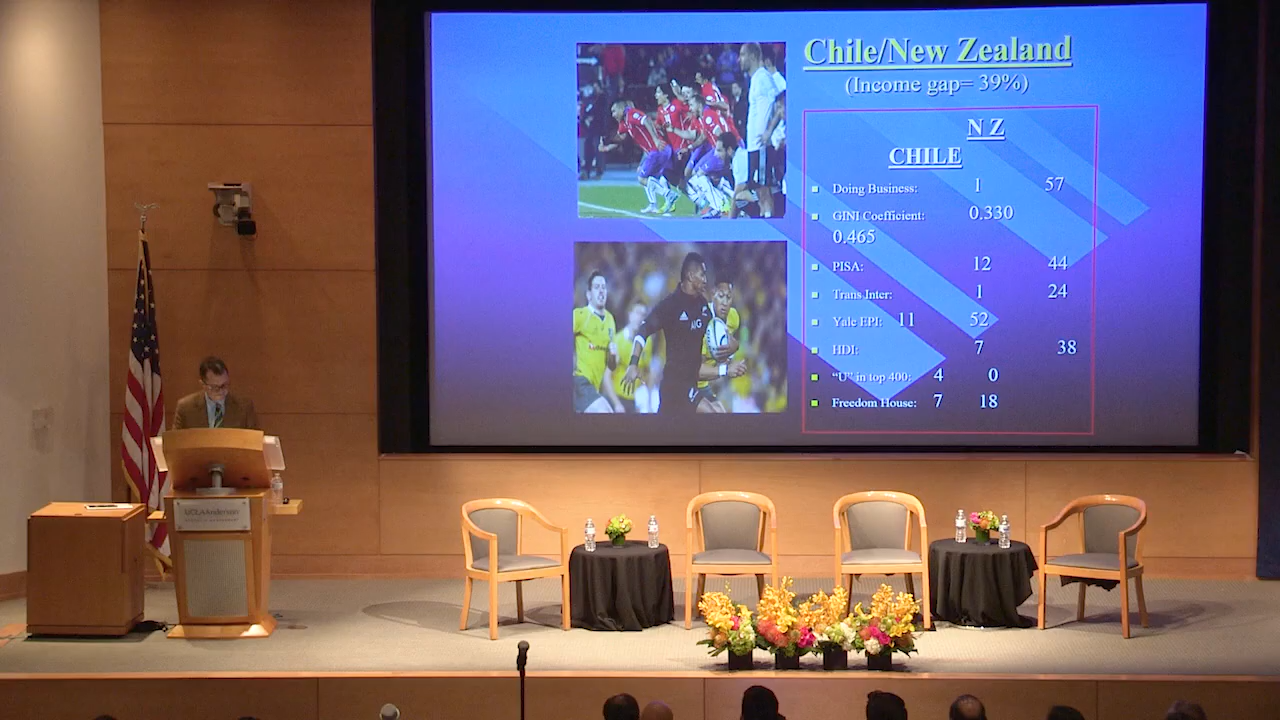 Chile/New Zealand
(Income gap= 39%)
N Z
CHILE
Doing Business: 1 57
GINI Coefficient: 0.330
0.465
PISA: 12 44
Trans Inter: 1 24
Yale EPI: 11 52
HDI: 7 38
“U” in top 400: 4 0
Freedom House: 7 18
UCLA Anderson